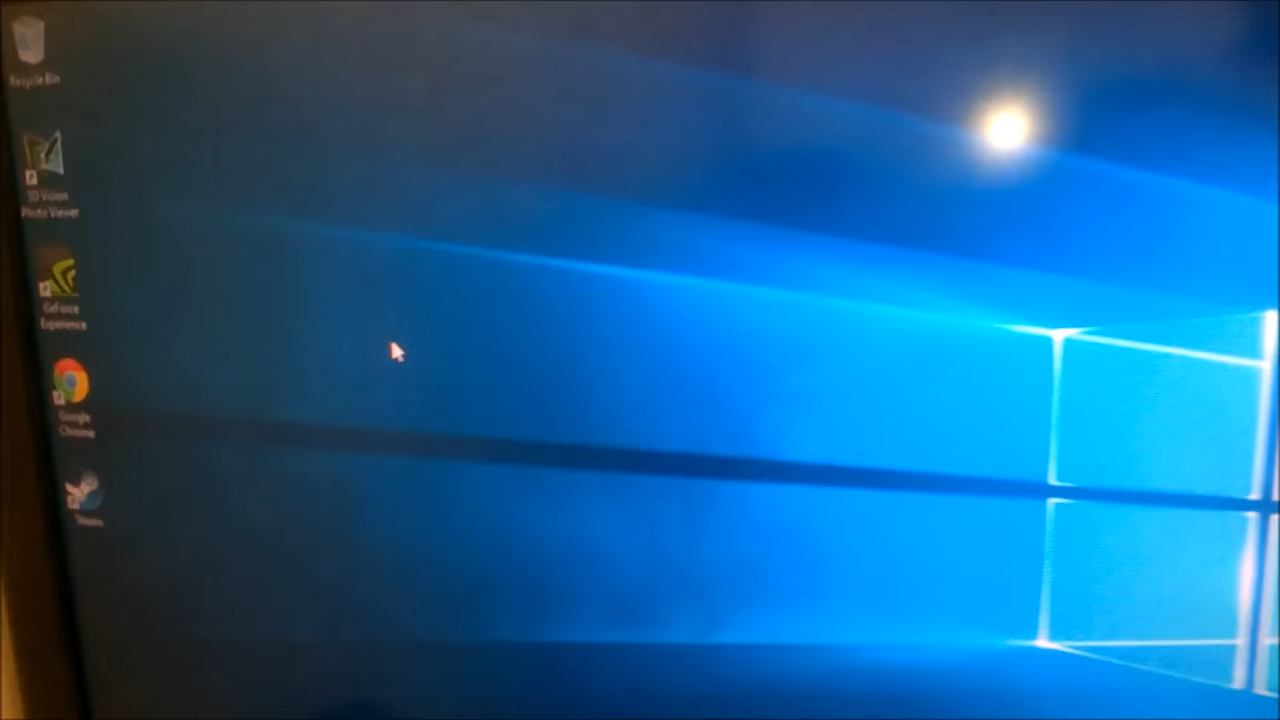 Recycle Bin
3D Vision
Photo Viewer
GeForce
Experience
Google
Chrome
Steam